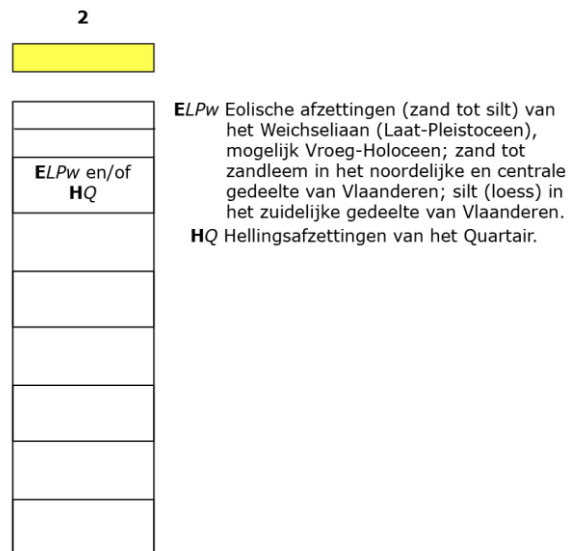 2
ELPw en/of
HQ
ELPw Eolische afzettingen (zand tot silt) van
het Weichseliaan (Laat-Pleistoceen),
mogelijk Vroeg-Holoceen; zand tot
zandleem in het noordelijke en centrale
gedeelte van Vlaanderen; silt (loess) in
het zuidelijke gedeelte van Vlaanderen.
HQ Hellingsafzettingen van het Quartair.